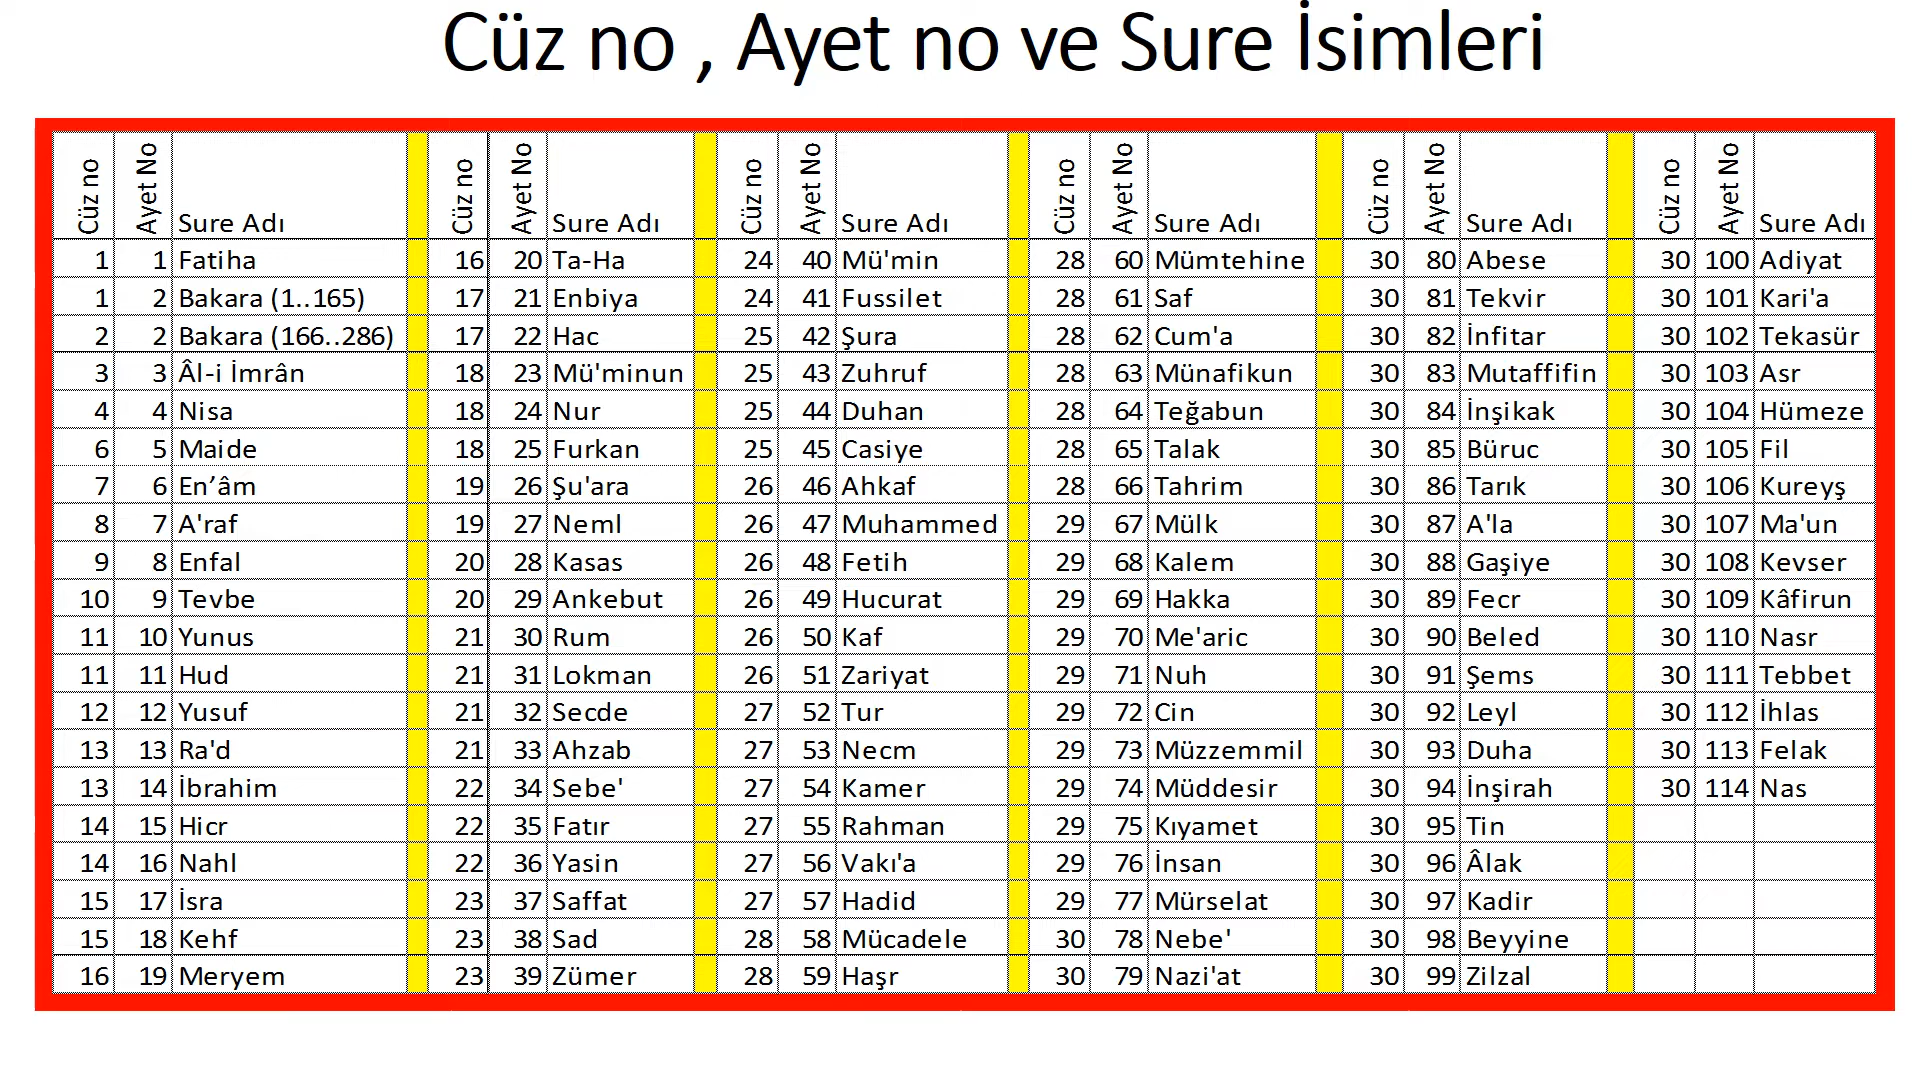 Cüz no , Ayet no ve Sure İsimleri
Cüz no Ayet No Sure Adı Cüz no Ayet No Sure Adı Cüz no Ayet No Sure Adı Cüz no Ayet No Sure Adı Cüz no Ayet No Sure Adı Cüz no Ayet No Sure Adı
1 1 Fatiha 16 20 Ta-Ha 24 40 Mü'min 28 60 Mümtehine 30 80 Abese 30 100 Adiyat
1 2 Bakara (1..165) 17 21 Enbiya 24 41 Fussilet 28 61 Saf 30 81 Tekvir 30 101 Kari'a
2 2 Bakara (166..286) 17 22 Hac 25 42 Şura 28 62 Cum'a 30 82 İnfitar 30 102 Tekasür
3 3 Âl-i İmrân 18 23 Mü'minun 25 43 Zuhruf 28 63 Münafikun 30 83 Mutaffifin 30 103 Asr
4 4 Nisa 18 24 Nur 25 44 Duhan 28 64 Teğabun 30 84 İnşikak 30 104 Hümeze
6 5 Maide 18 25 Furkan 25 45 Casiye 28 65 Talak 30 85 Büruc 30 105 Fil
7 6 En’âm 19 26 Şu'ara 26 46 Ahkaf 28 66 Tahrim 30 86 Tarık 30 106 Kureyş
8 7 A'raf 19 27 Neml 26 47 Muhammed 29 67 Mülk 30 87 A'la 30 107 Ma'un
9 8 Enfal 20 28 Kasas 26 48 Fetih 29 68 Kalem 30 88 Gaşiye 30 108 Kevser
10 9 Tevbe 20 29 Ankebut 26 49 Hucurat 29 69 Hakka 30 89 Fecr 30 109 Kâfirun
11 10 Yunus 21 30 Rum 26 50 Kaf 29 70 Me'aric 30 90 Beled 30 110 Nasr
11 11 Hud 21 31 Lokman 26 51 Zariyat 29 71 Nuh 30 91 Şems 30 111 Tebbet
12 12 Yusuf 21 32 Secde 27 52 Tur 29 72 Cin 30 92 Leyl 30 112 İhlas
13 13 Ra'd 21 33 Ahzab 27 53 Necm 29 73 Müzzemmil 30 93 Duha 30 113 Felak
13 14 İbrahim 22 34 Sebe' 27 54 Kamer 29 74 Müddesir 30 94 İnşirah 30 114 Nas
14 15 Hicr 22 35 Fatır 27 55 Rahman 29 75 Kıyamet 30 95 Tin
14 16 Nahl 22 36 Yasin 27 56 Vakı'a 29 76 İnsan 30 96 Âlak
15 17 İsra 23 37 Saffat 27 57 Hadid 29 77 Mürselat 30 97 Kadir
15 18 Kehf 23 38 Sad 28 58 Mücadele 30 78 Nebe' 30 98 Beyyine
16 19 Meryem 23 39 Zümer 28 59 Haşr 30 79 Nazi'at 30 99 Zilzal